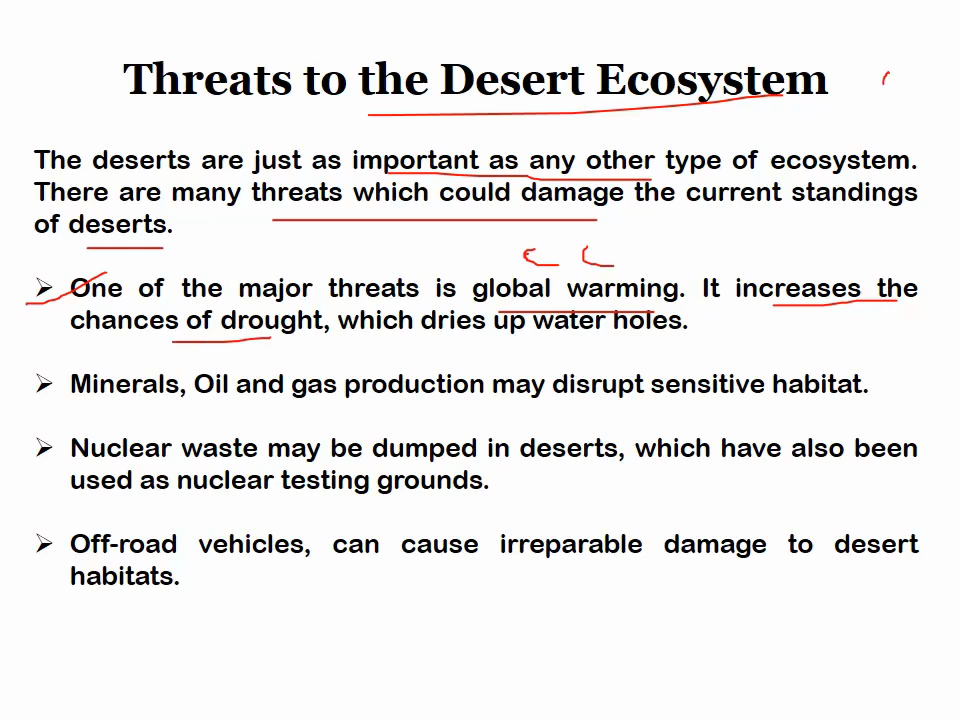 Threats to the Desert Ecosystem
The deserts are just as important as any other type of ecosystem.
There are many threats which could damage the current standings
of deserts.
➢ One of the major threats is global warming. It increases the
chances of drought, which dries up water holes.
➢ Minerals, Oil and gas production may disrupt sensitive habitat.
➢ Nuclear waste may be dumped in deserts, which have also been
used as nuclear testing grounds.
➢ Off-road vehicles, can cause irreparable damage to desert
habitats.